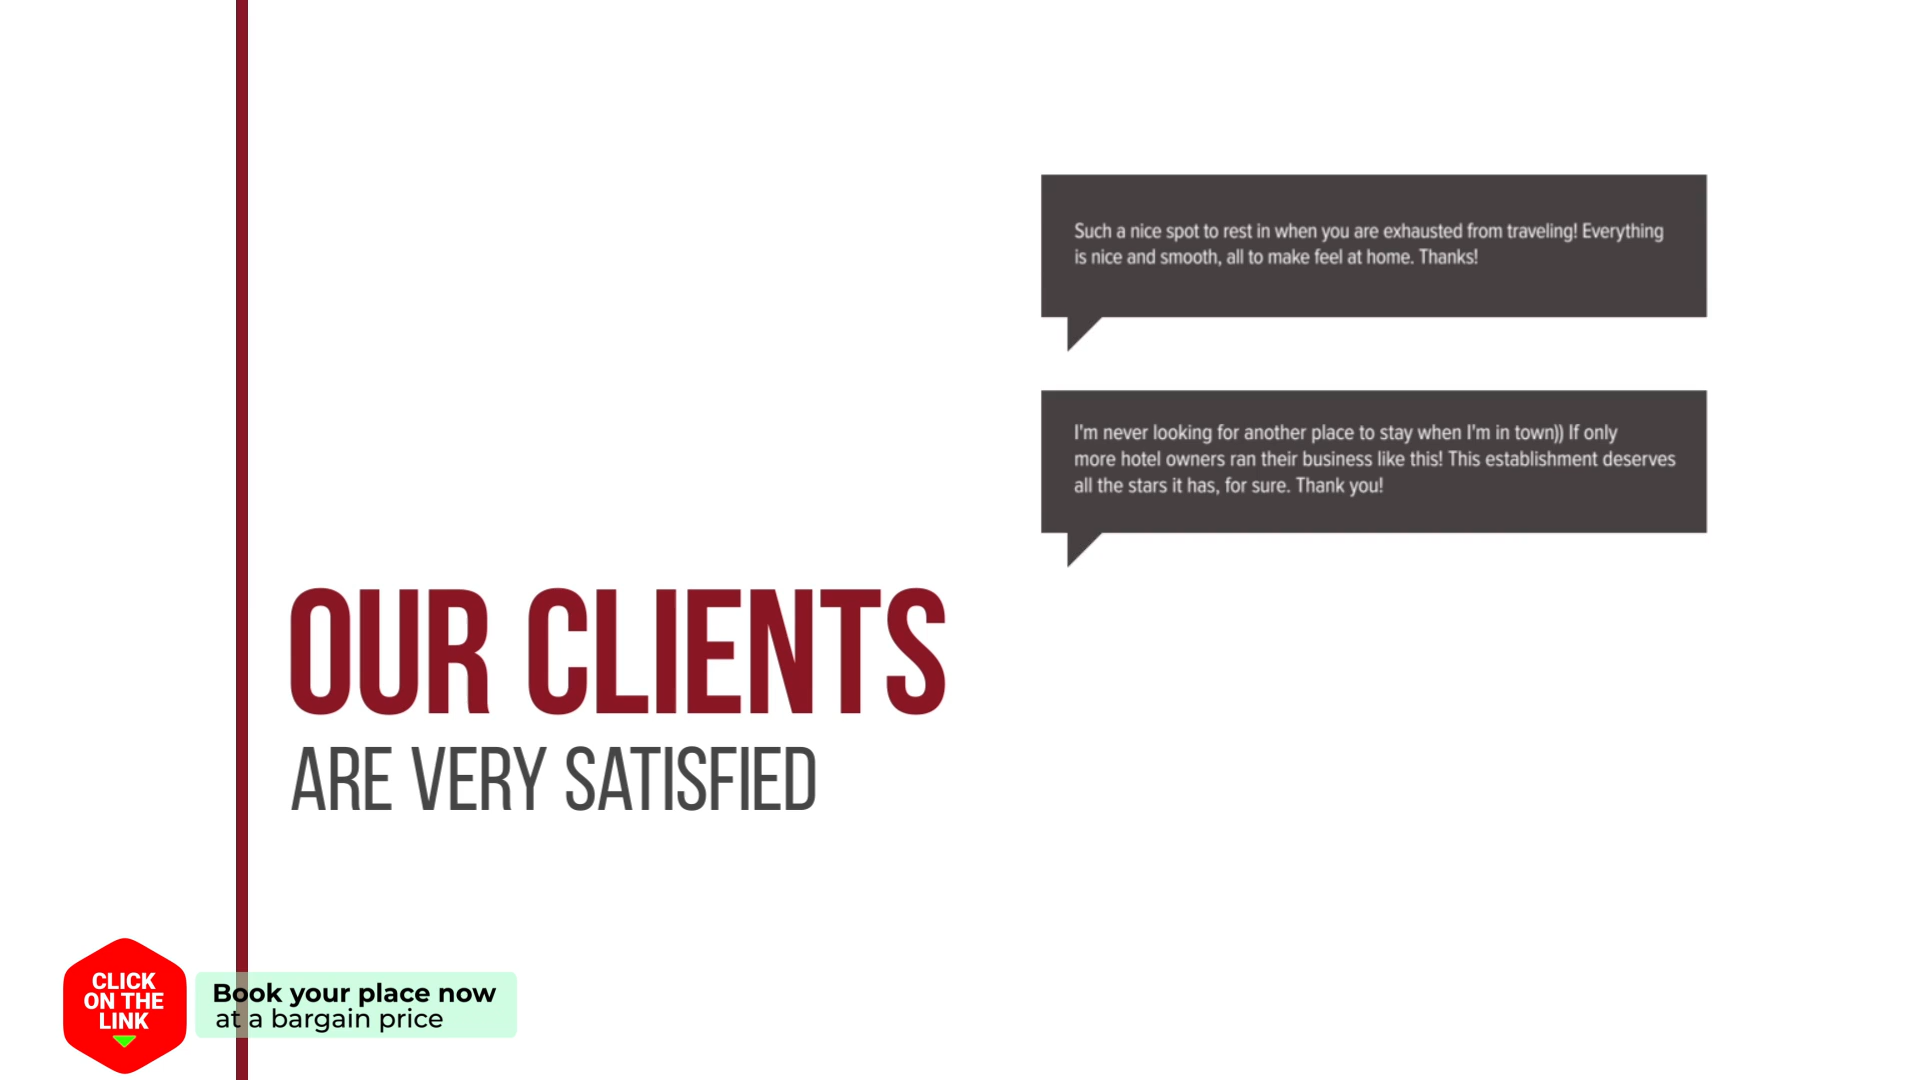 Such a nice spot to rest in when you are exhausted from traveling! Everything
is nice and smooth, all to make feel at home. Thanks!
I'm never looking for another place to stay when I'm in town)) If only
more hotel owners ran their business like this! This establishment deserves
all the stars it has, for sure. Thank you!
OUR CLIENTS
ARE VERY SATISFIED
CLICK
ON THE
LINK
Book your place now
at a bargain price